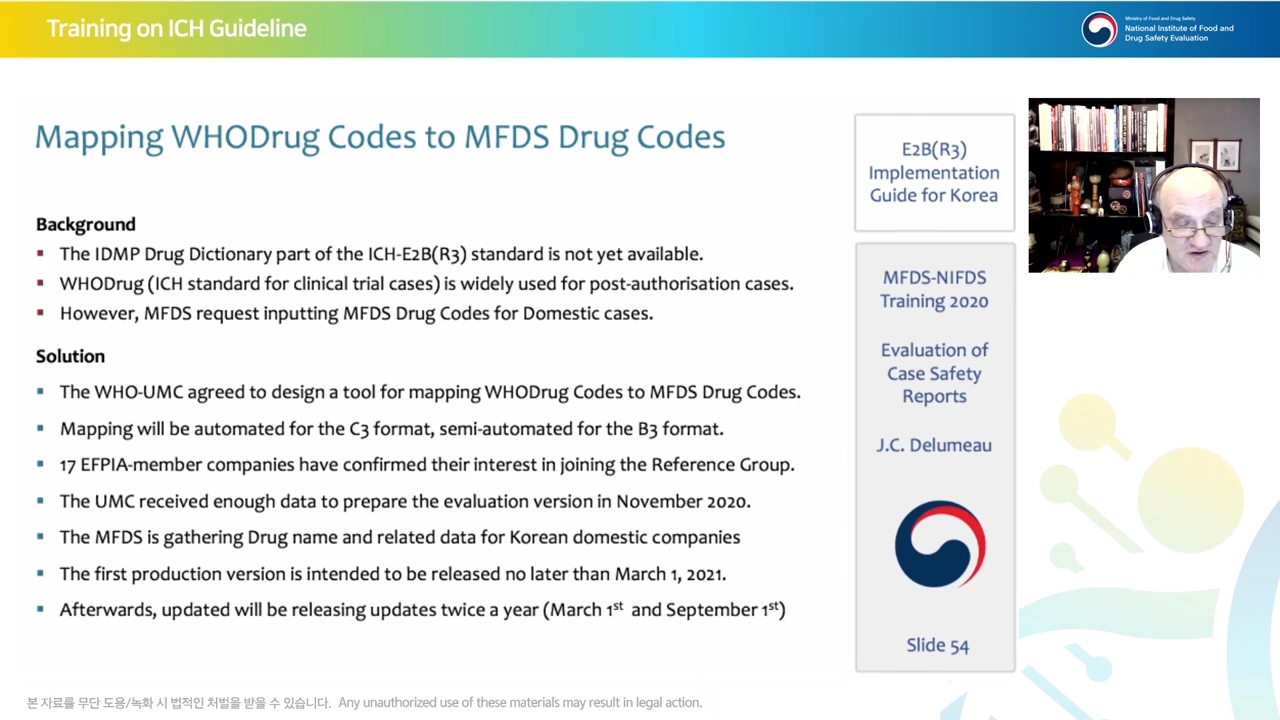 Training on ICH Guideline
Ministry of Food and Drug Safety
National Institute of Food and
Drug Safety Evaluation
Mapping WHODrug Codes to MFDS Drug Codes
Background
▪ The IDMP Drug Dictionary part of the ICH-E2B(R3) standard is not yet available.
▪ WHODrug (ICH standard for clinical trial cases) is widely used for post-authorisation cases.
▪ However, MFDS request inputting MFDS Drug Codes for Domestic cases.
Solution
▪ The WHO-UMC agreed to design a tool for mapping WHODrug Codes to MFDS Drug Codes.
▪ Mapping will be automated for the C3 format, semi-automated for the B3 format.
▪ 17 EFPIA-member companies have confirmed their interest in joining the Reference Group.
▪ The UMC received enough data to prepare the evaluation version in November 2020.
▪ The MFDS is gathering Drug name and related data for Korean domestic companies
▪ The first production version is intended to be released no later than March 1, 2021.
▪ Afterwards, updated will be releasing updates twice a year (March 1st and September 1st)
E2B(R3)
Implementation
Guide for Korea
MFDS-NIFDS
Training 2020
Evaluation of
Case Safety
Reports
J.C. Delumeau
Slide 54
본 자료를 무단 도용/녹화 시 법적인 처벌을 받을 수 있습니다. Any unauthorized use of these materials may result in legal action.